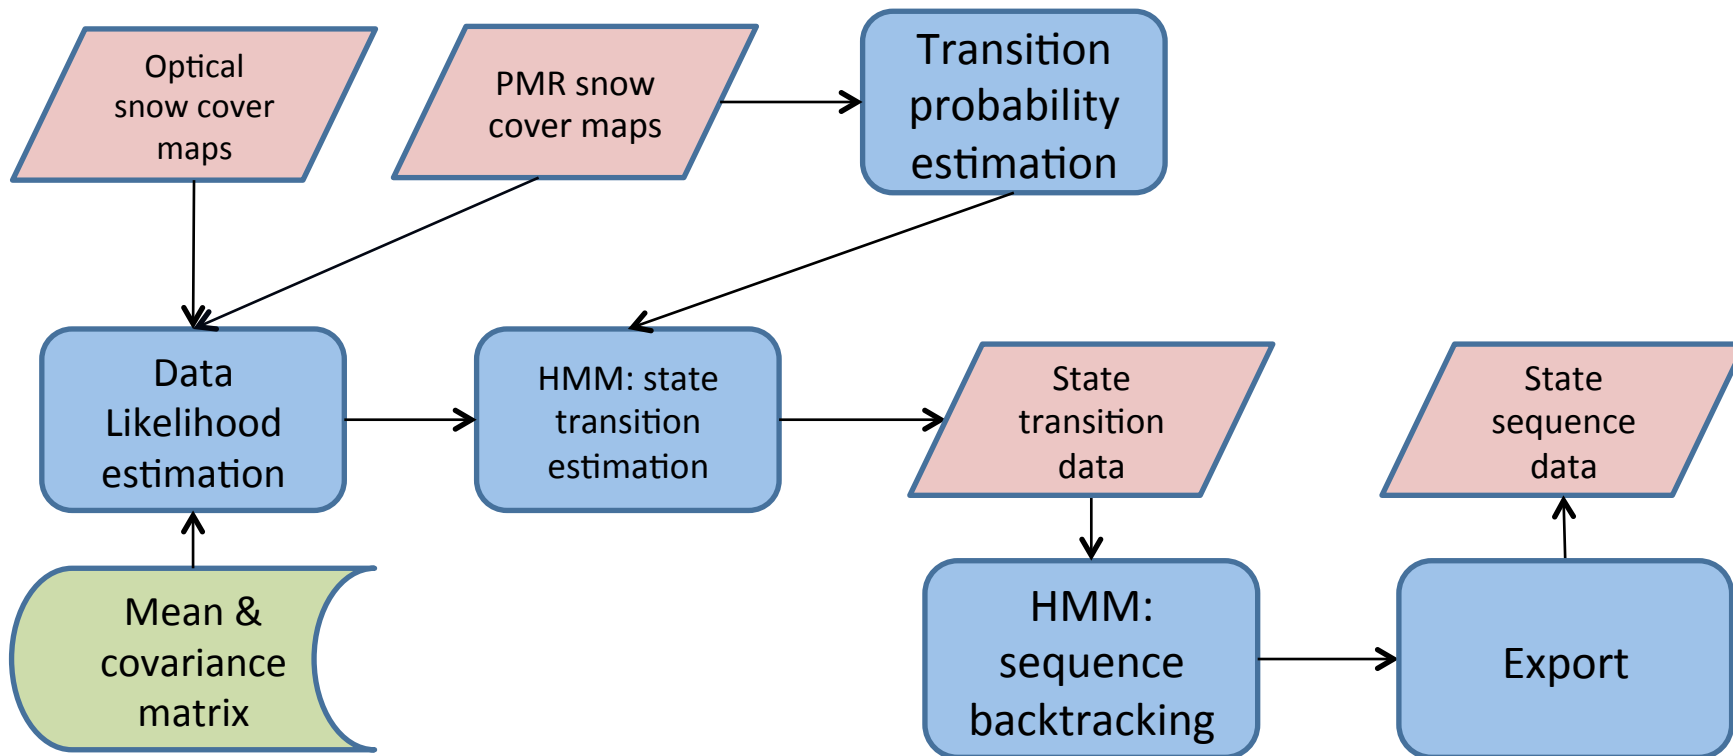 Optical
snow cover
maps
PMR snow
cover maps
Transition
probability
estimation
Data
Likelihood
estimation
HMM: state
transition
estimation
State
transition
data
State
sequence
data
Mean &
covariance
matrix
HMM:
sequence
backtracking
Export